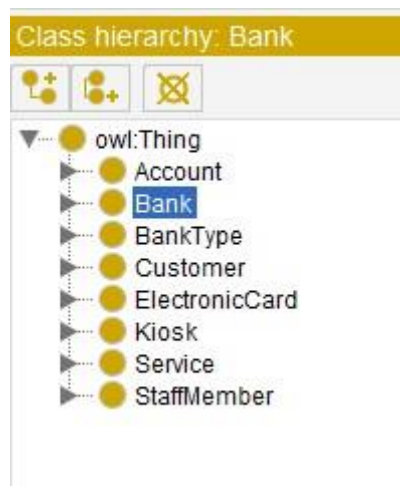 Class hierarchy: Bank
owl:Thing
Account
Bank
BankType
Customer
ElectronicCard
Kiosk
Service
StaffMember